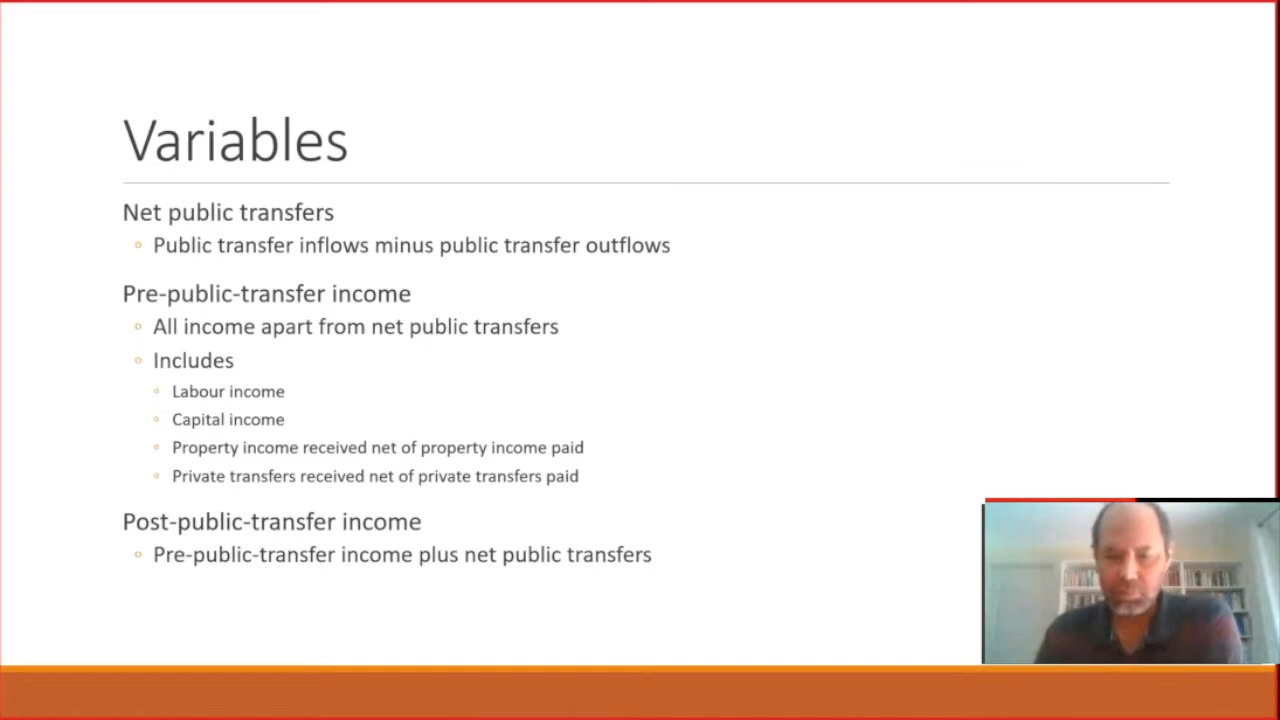 Variables
Net public transfers
◦ Public transfer inflows minus public transfer outflows
Pre-public-transfer income
◦ All income apart from net public transfers
◦ Includes
◦ Labour income
◦ Capital income
◦ Property income received net of property income paid
◦ Private transfers received net of private transfers paid
Post-public-transfer income
◦ Pre-public-transfer income plus net public transfers